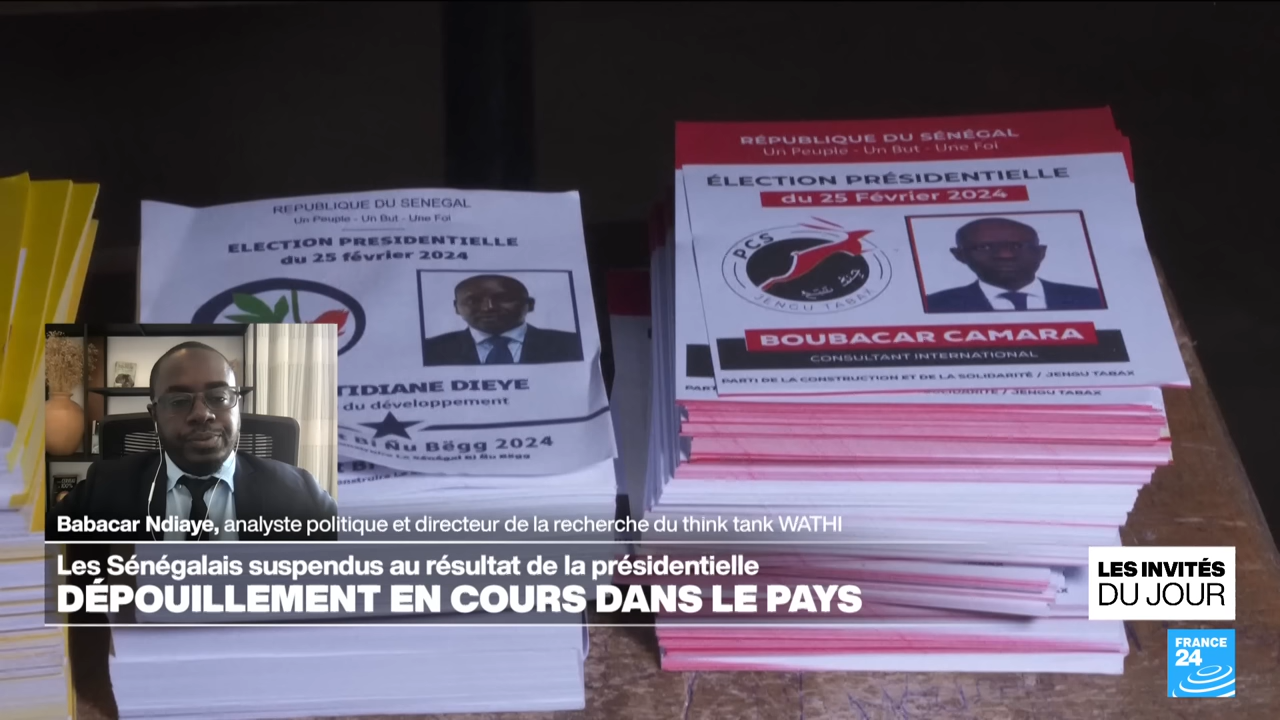 RÉPUBLIQUE DU SÉNÉGAL
Un Peuple - Un But - Une Foi
ÉLECTION PRÉSIDENTIELLE
du 25 Février 2024
PCS
JENGU TABAX
BOUBACAR CAMARA
CONSULTANT INTERNATIONAL
PARTI DE LA CONSTRUCTION ET DE LA SOLIDARITÉ / JENGU TABAX
REPUBLIQUE DU SENEGAL
Un Peuple - Un But - Une Foi
ELECTION PRESIDENTIELLE
du 25 février 2024
TIDIANE DIEYE
du développement
Bi Ñu Bëgg 2024
Babacar Ndiaye, analyste politique et directeur de la recherche du think tank WATHI
Les Sénégalais suspendus au résultat de la présidentielle
DÉPOUILLEMENT EN COURS DANS LE PAYS
LES INVITÉS
DU JOUR
FRANCE
24